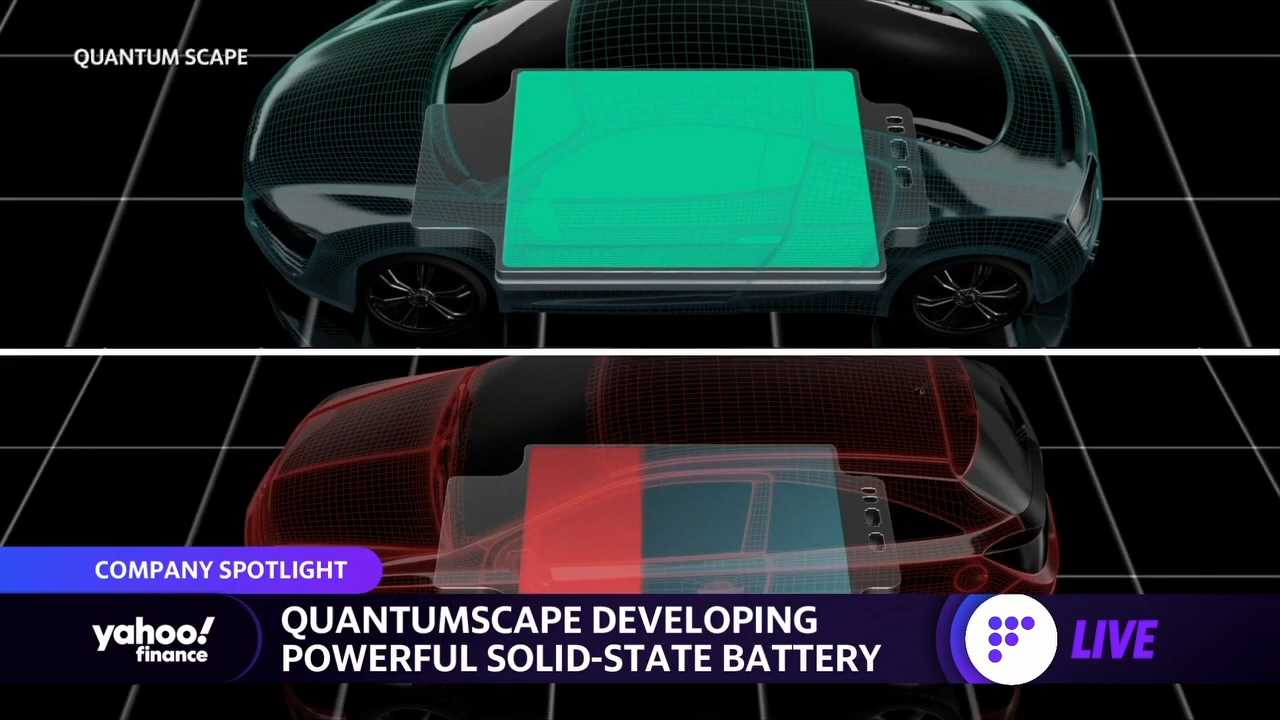 QUANTUM SCAPE
COMPANY SPOTLIGHT
yahoo!
finance
QUANTUMSCAPE DEVELOPING
POWERFUL SOLID-STATE BATTERY
LIVE